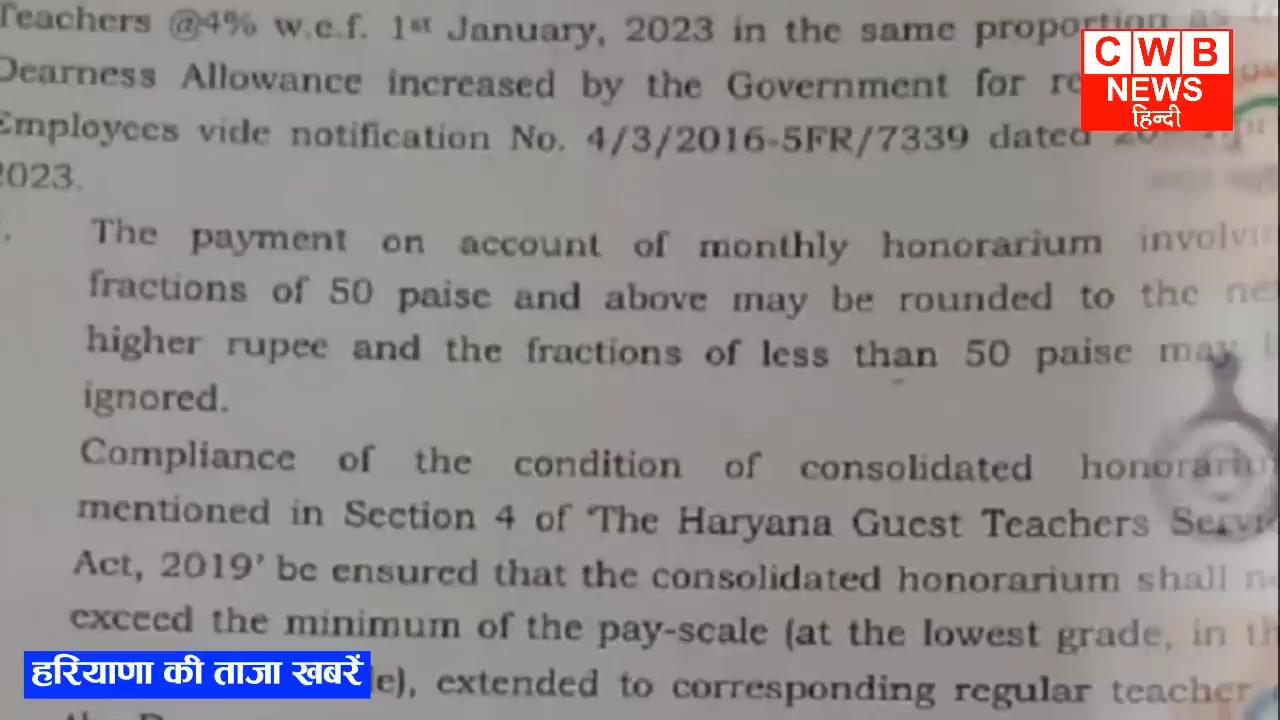 Teachers @4% w.e.f. 1st January, 2023 in the same proportion as
Dearness Allowance increased by the Government for
Employees vide notification No. 4/3/2016-5FR/7339 dated
2023.
The payment on account of monthly honorarium
fractions of 50 paise and above may be rounded to the
higher rupee and the fractions of less than 50 paise may
ignored.
Compliance of the condition of consolidated
mentioned in Section 4 of 'The Haryana Guest Teachers
Act, 2019' be ensured that the consolidated honorarium shall
exceed the minimum of the pay-scale (at the lowest grade, in
extended to corresponding regular teacher
CWB
NEWS
हिन्दी
हरियाणा की ताजा खबरें